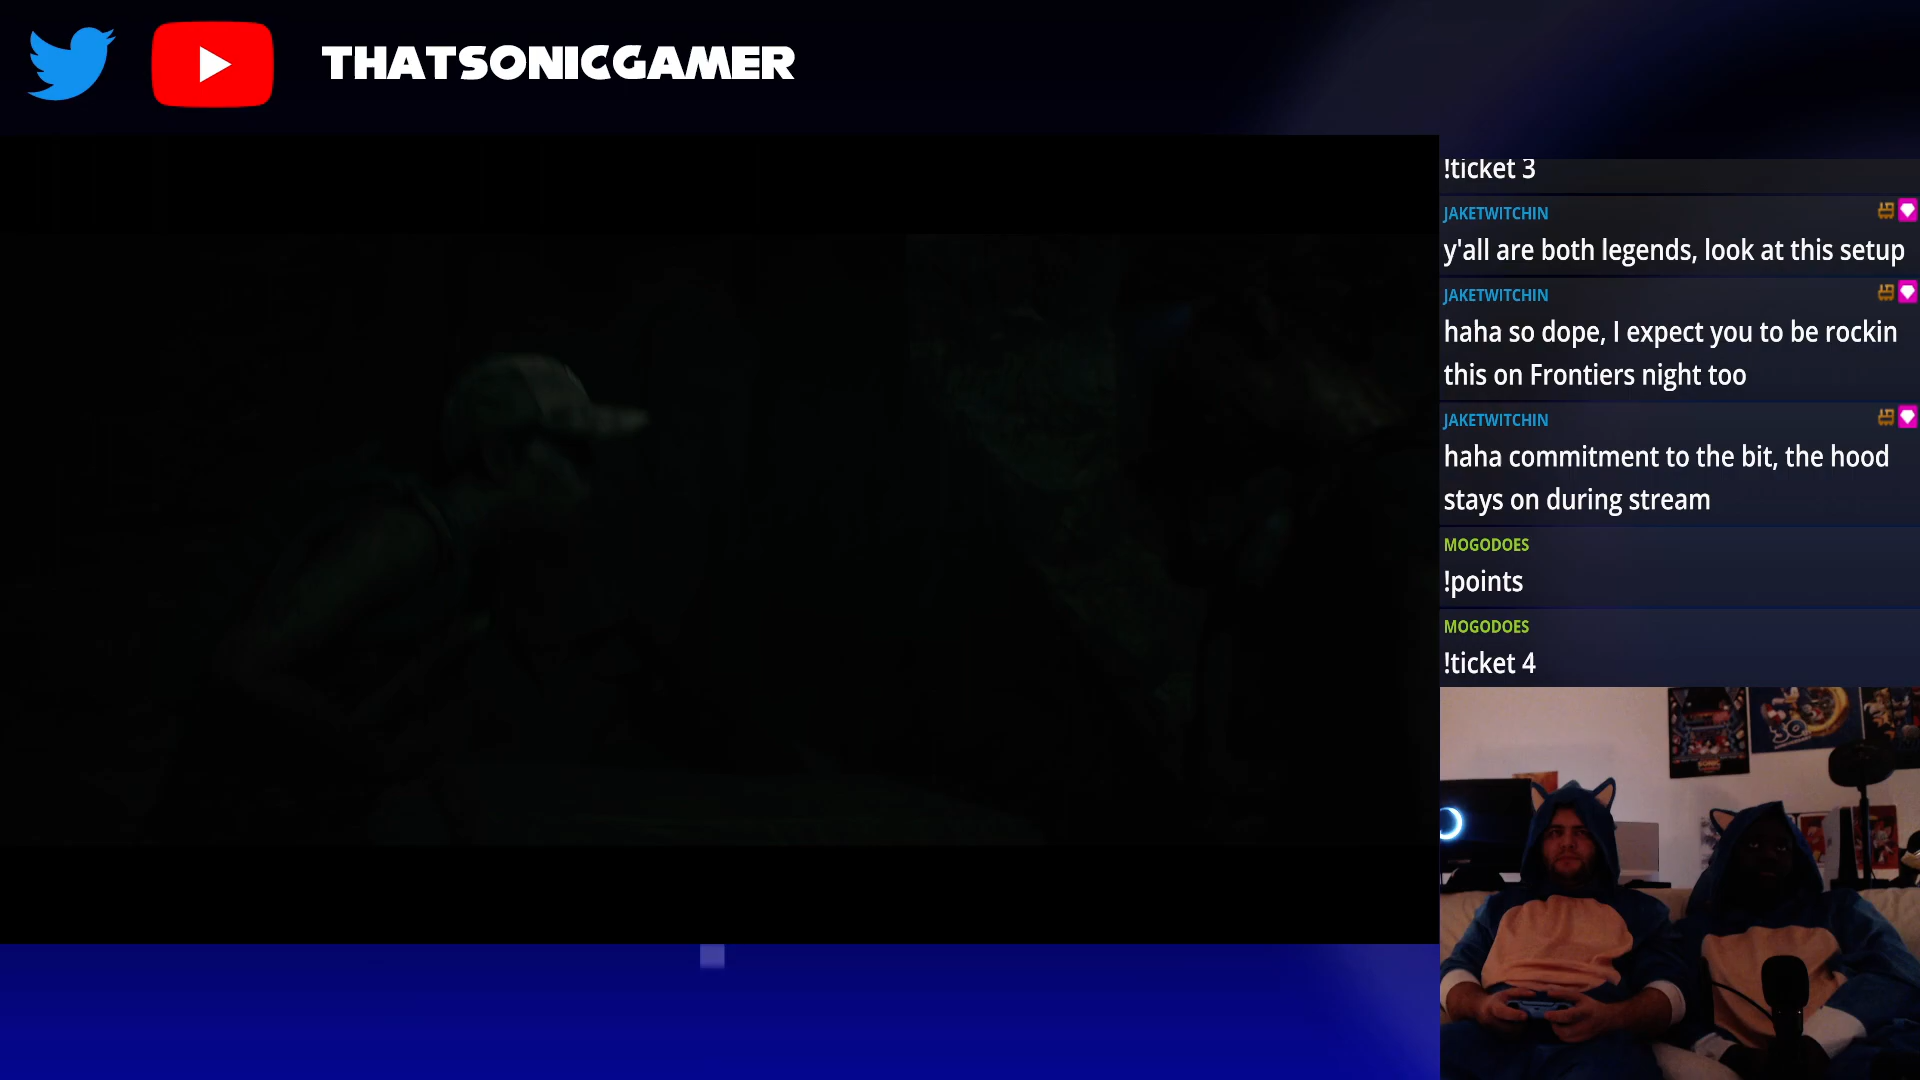 THATSONICGAMER
!ticket 3
JAKETWITCHIN
y'all are both legends, look at this setup
JAKETWITCHIN
haha so dope, I expect you to be rockin
this on Frontiers night too
JAKETWITCHIN
haha commitment to the bit, the hood
stays on during stream
MOGODOES
!points
MOGODOES
!ticket 4
30